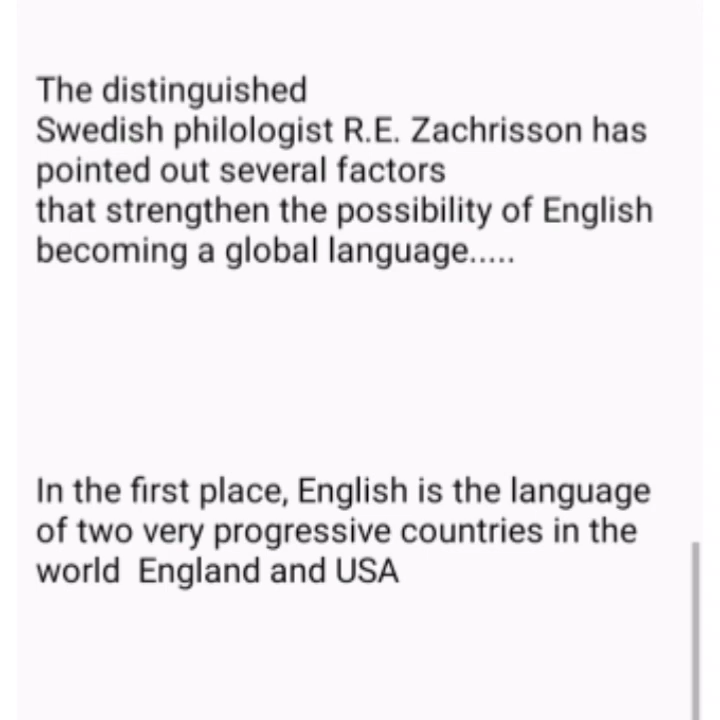 The distinguished
Swedish philologist R.E. Zachrisson has
pointed out several factors
that strengthen the possibility of English
becoming a global language.....
In the first place, English is the language
of two very progressive countries in the
world  England and USA